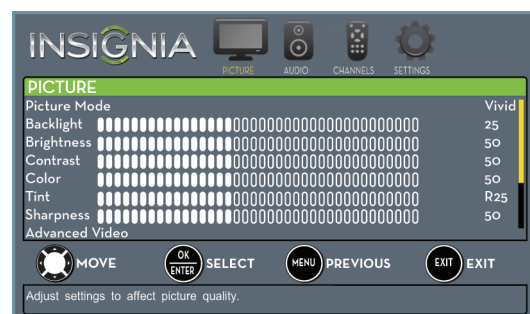 INSIGNIA
PICTURE AUDIO CHANNELS SETTINGS
PICTURE
Picture Mode Vivid
Backlight 25
Brightness 50
Contrast 50
Color 50
Tint R25
Sharpness 50
Advanced Video
MOVE OK ENTER SELECT MENU PREVIOUS EXIT EXIT
Adjust settings to affect picture quality.